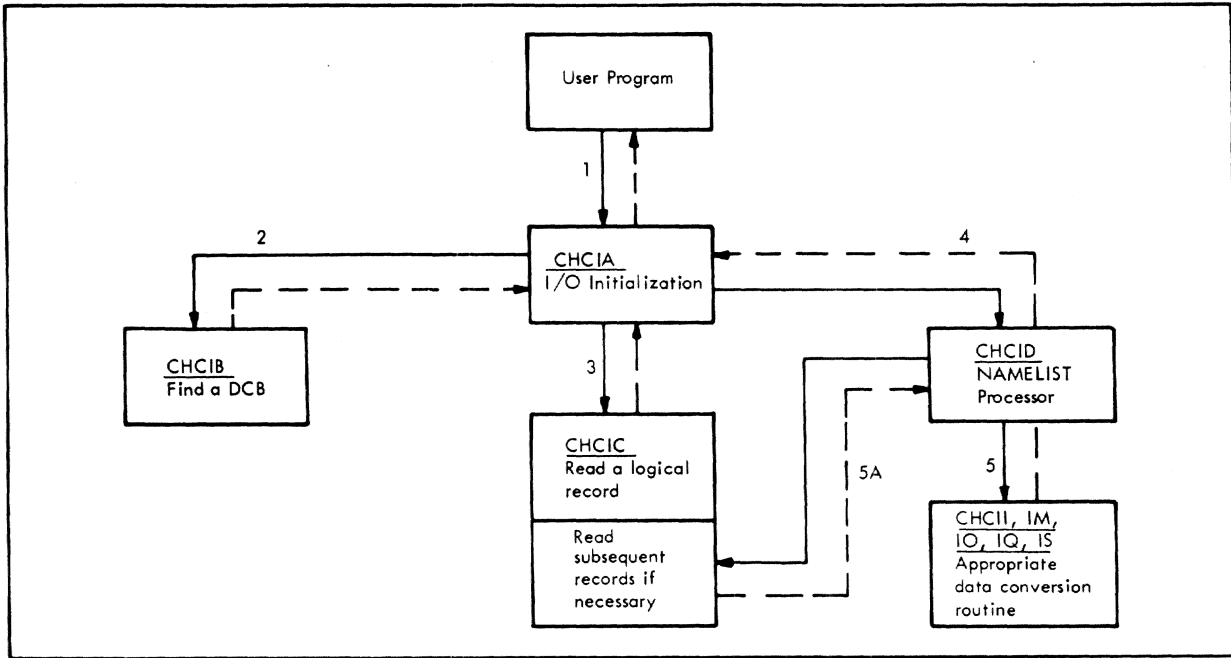 User Program
1
2
CHCIA
I/O Initialization
4
CHCIB
Find a DCB
3
CHCID
NAMELIST
Processor
CHCIC
Read a logical
record
5A
5
Read
subsequent
records if
necessary
CHCII, IM,
IO, IQ, IS
Appropriate
data conversion
routine